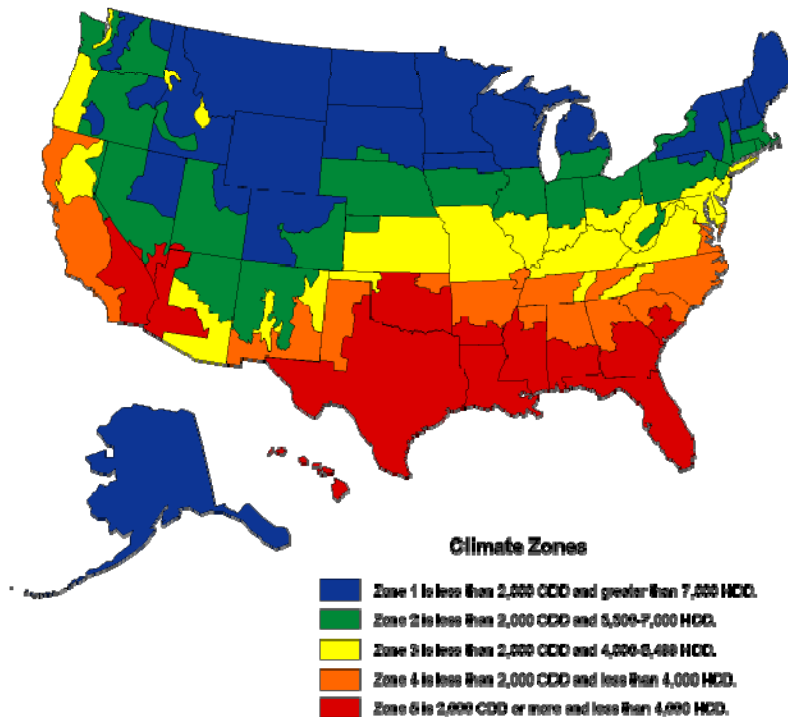 Climate Zones
Zone 1 is less than 2,000 CDD and greater than 7,000 HDD.
Zone 2 is less than 2,000 CDD and 5,500-7,000 HDD.
Zone 3 is less than 2,000 CDD and 4,000-5,499 HDD.
Zone 4 is less than 2,000 CDD and less than 4,000 HDD.
Zone 5 is 2,000 CDD or more and less than 4,000 HDD.